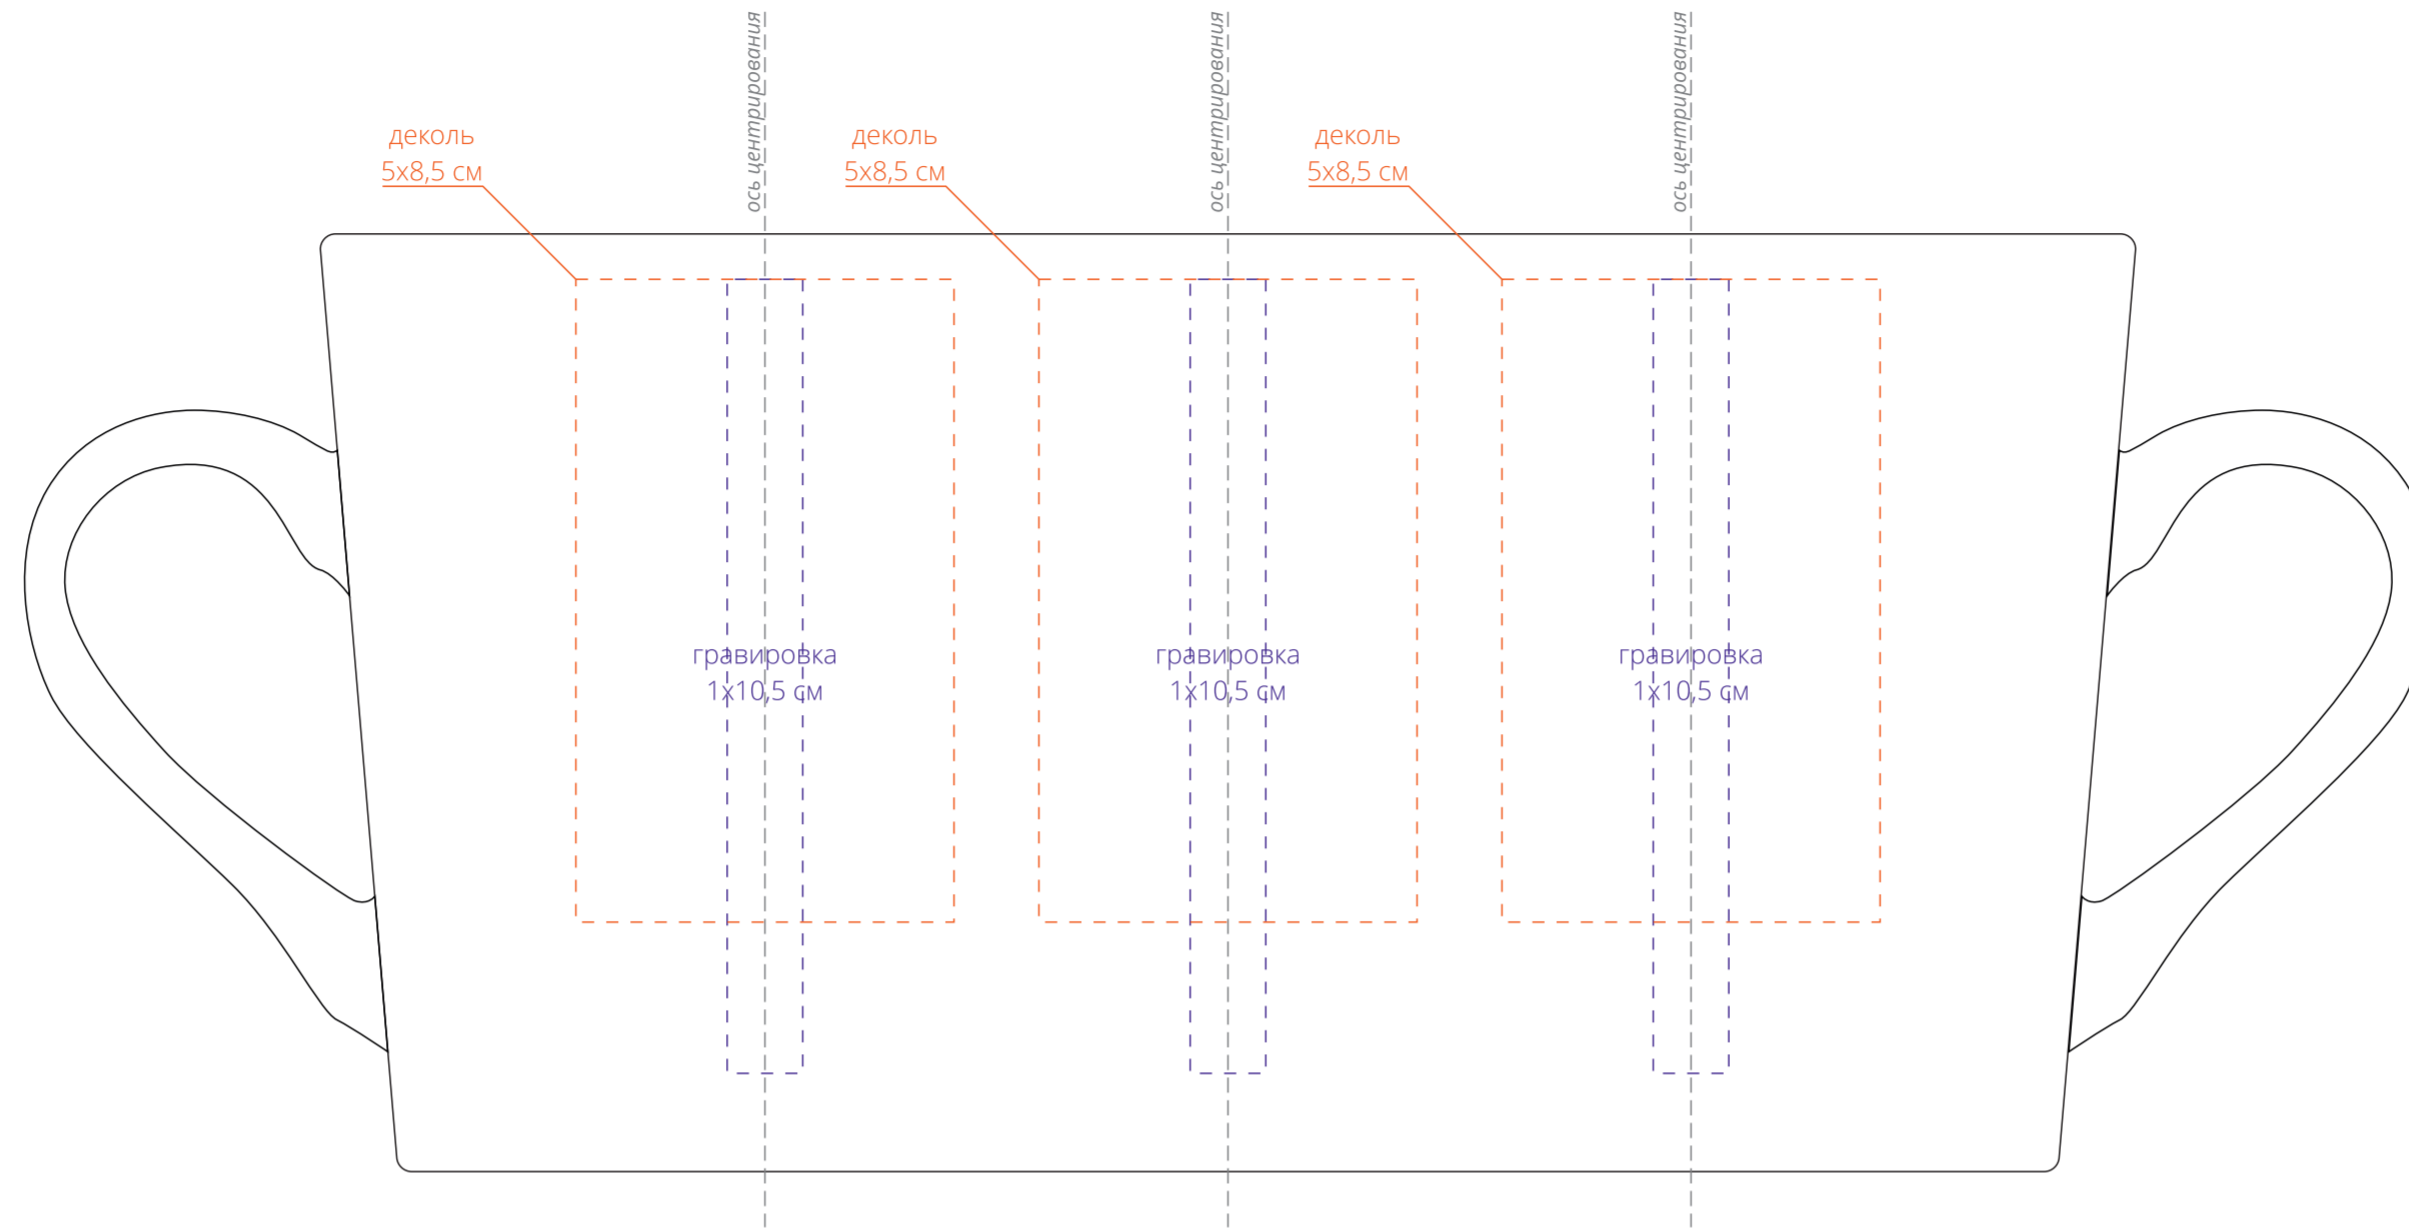 ось центрирования
ось центрирования
ось центрирования
деколь
5х8,5 см
деколь
5х8,5 см
деколь
5х8,5 см
гравировка
1х10,5 см
гравировка
1х10,5 см
гравировка
1х10,5 см